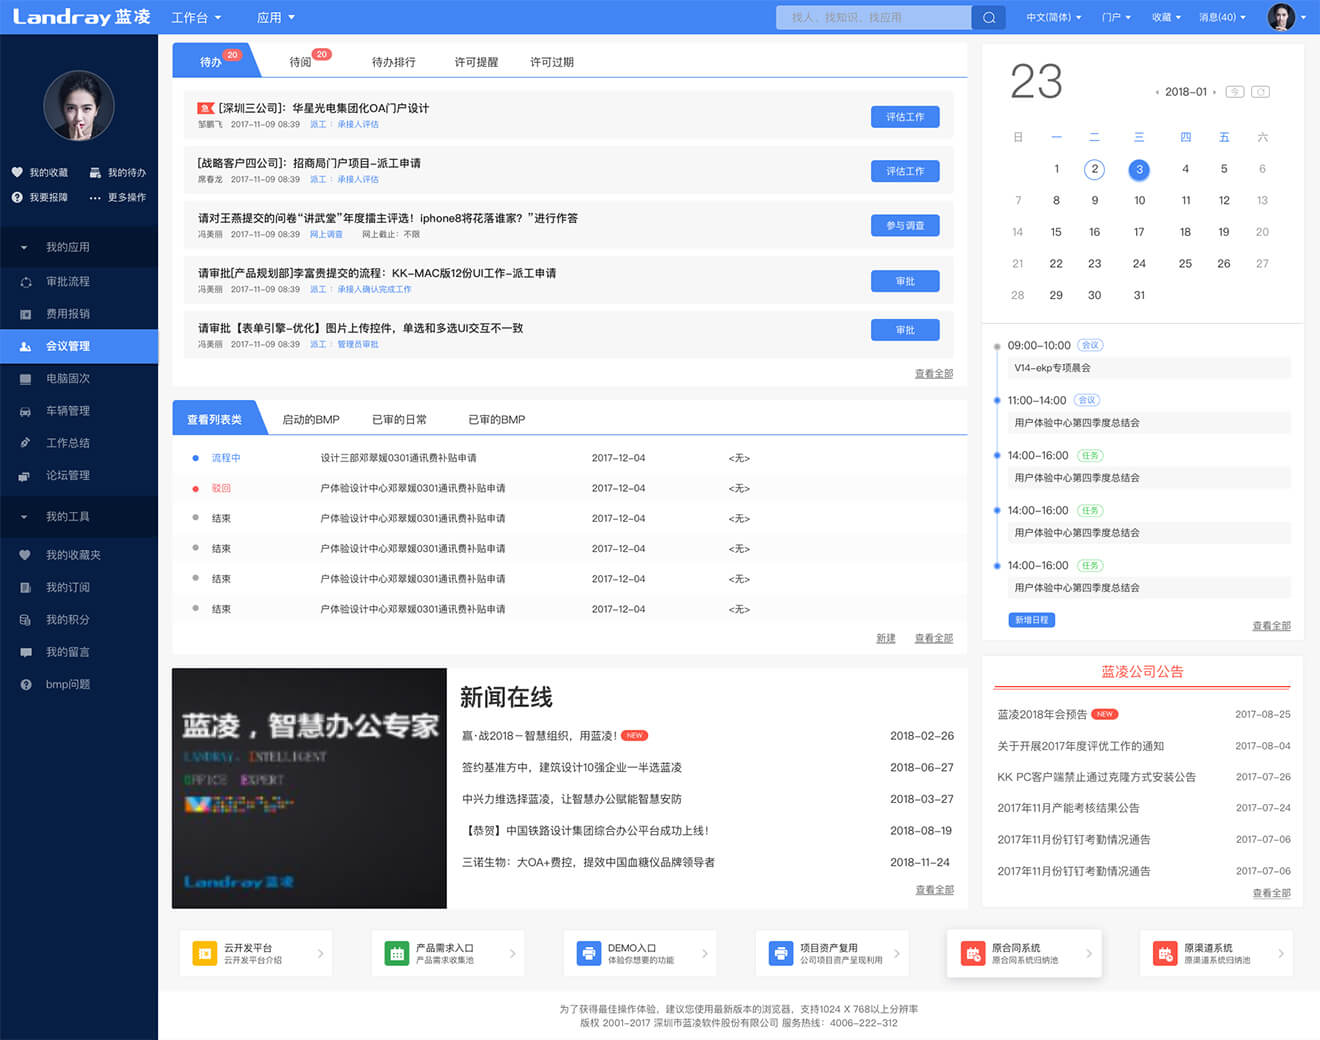 Landray 蓝凌
工作台
应用
找人、找知识、找应用
中文(简体)
门户
收藏
消息(40)
我的收藏
我的待办
我要报障
更多操作
我的应用
审批流程
费用报销
会议管理
电脑固次
车辆管理
工作总结
论坛管理
我的工具
我的收藏夹
我的订阅
我的积分
我的留言
bmp问题
待办 20
待阅 20
待办排行
许可提醒
许可过期
急 [深圳三公司]：华星光电集团化OA门户设计
邹鹏飞 2017-11-09 08:39 派工： 承接人评估
评估工作
[战略客户四公司]：招商局门户项目-派工申请
席春龙 2017-11-09 08:39 派工： 承接人评估
评估工作
请对王燕提交的问卷“讲武堂”年度擂主评选！iphone8将花落谁家？”进行作答
冯美丽 2017-11-09 08:39 网上调查 网上截止：不限
参与调查
请审批[产品规划部]李富贵提交的流程：KK-MAC版12份UI工作-派工申请
冯美丽 2017-11-09 08:39 派工： 承接人确认完成工作
审批
请审批【表单引擎-优化】图片上传控件，单选和多选UI交互不一致
冯美丽 2017-11-09 08:39 派工： 管理员审批
审批
查看全部
查看列表类
启动的BMP
已审的日常
已审的BMP
流程中 设计三部邓翠媛0301通讯费补贴申请 2017-12-04 <无>
驳回 户体验设计中心邓翠媛0301通讯费补贴申请 2017-12-04 <无>
结束 户体验设计中心邓翠媛0301通讯费补贴申请 2017-12-04 <无>
结束 户体验设计中心邓翠媛0301通讯费补贴申请 2017-12-04 <无>
结束 户体验设计中心邓翠媛0301通讯费补贴申请 2017-12-04 <无>
结束 户体验设计中心邓翠媛0301通讯费补贴申请 2017-12-04 <无>
新建 查看全部
蓝凌，智慧办公专家
LANDRAY. INTELLIGENT
OFFICE EXPERT
Landray 蓝凌
新闻在线
赢·战2018－智慧组织，用蓝凌！ NEW 2018-02-26
签约基准方中，建筑设计10强企业一半选蓝凌 2018-06-27
中兴力维选择蓝凌，让智慧办公赋能智慧安防 2018-03-27
【恭贺】中国铁路设计集团综合办公平台成功上线！ 2018-08-19
三诺生物：大OA+费控，提效中国血糖仪品牌领导者 2018-11-24
查看全部
23
2018-01 今
日 一 二 三 四 五 六
1 2 3 4 5 6
7 8 9 10 11 12 13
14 15 16 17 18 19 20
21 22 23 24 25 26 27
28 29 30 31
09:00-10:00 会议
V14-ekp专项晨会
11:00-14:00 会议
用户体验中心第四季度总结会
14:00-16:00 任务
用户体验中心第四季度总结会
14:00-16:00 任务
用户体验中心第四季度总结会
14:00-16:00 任务
用户体验中心第四季度总结会
新增日程
查看全部
蓝凌公司公告
蓝凌2018年会预告 NEW 2017-08-25
关于开展2017年度评优工作的通知 2017-08-04
KK PC客户端禁止通过克隆方式安装公告 2017-07-26
2017年11月产能考核结果公告 2017-07-24
2017年11月份钉钉考勤情况通告 2017-07-06
2017年11月份钉钉考勤情况通告 2017-07-06
查看全部
云开发平台
云开发平台介绍
产品需求入口
产品需求收集池
DEMO入口
体验你想要的功能
项目资产复用
公司项目资产呈现利用
原合同系统
原合同系统归纳池
原渠道系统
原渠道系统归纳池
为了获得最佳操作体验，建议您使用最新版本的浏览器，支持1024 X 768以上分辨率
版权 2001-2017 深圳市蓝凌软件股份有限公司 服务热线：4006-222-312